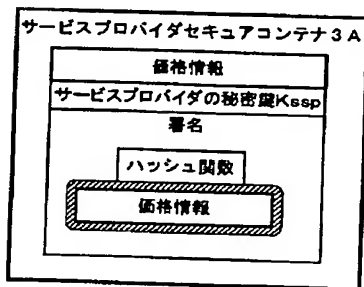 サービスプロバイダセキュアコンテナ3A
価格情報
サービスプロバイダの秘密鍵Kssp
署名
ハッシュ関数
価格情報